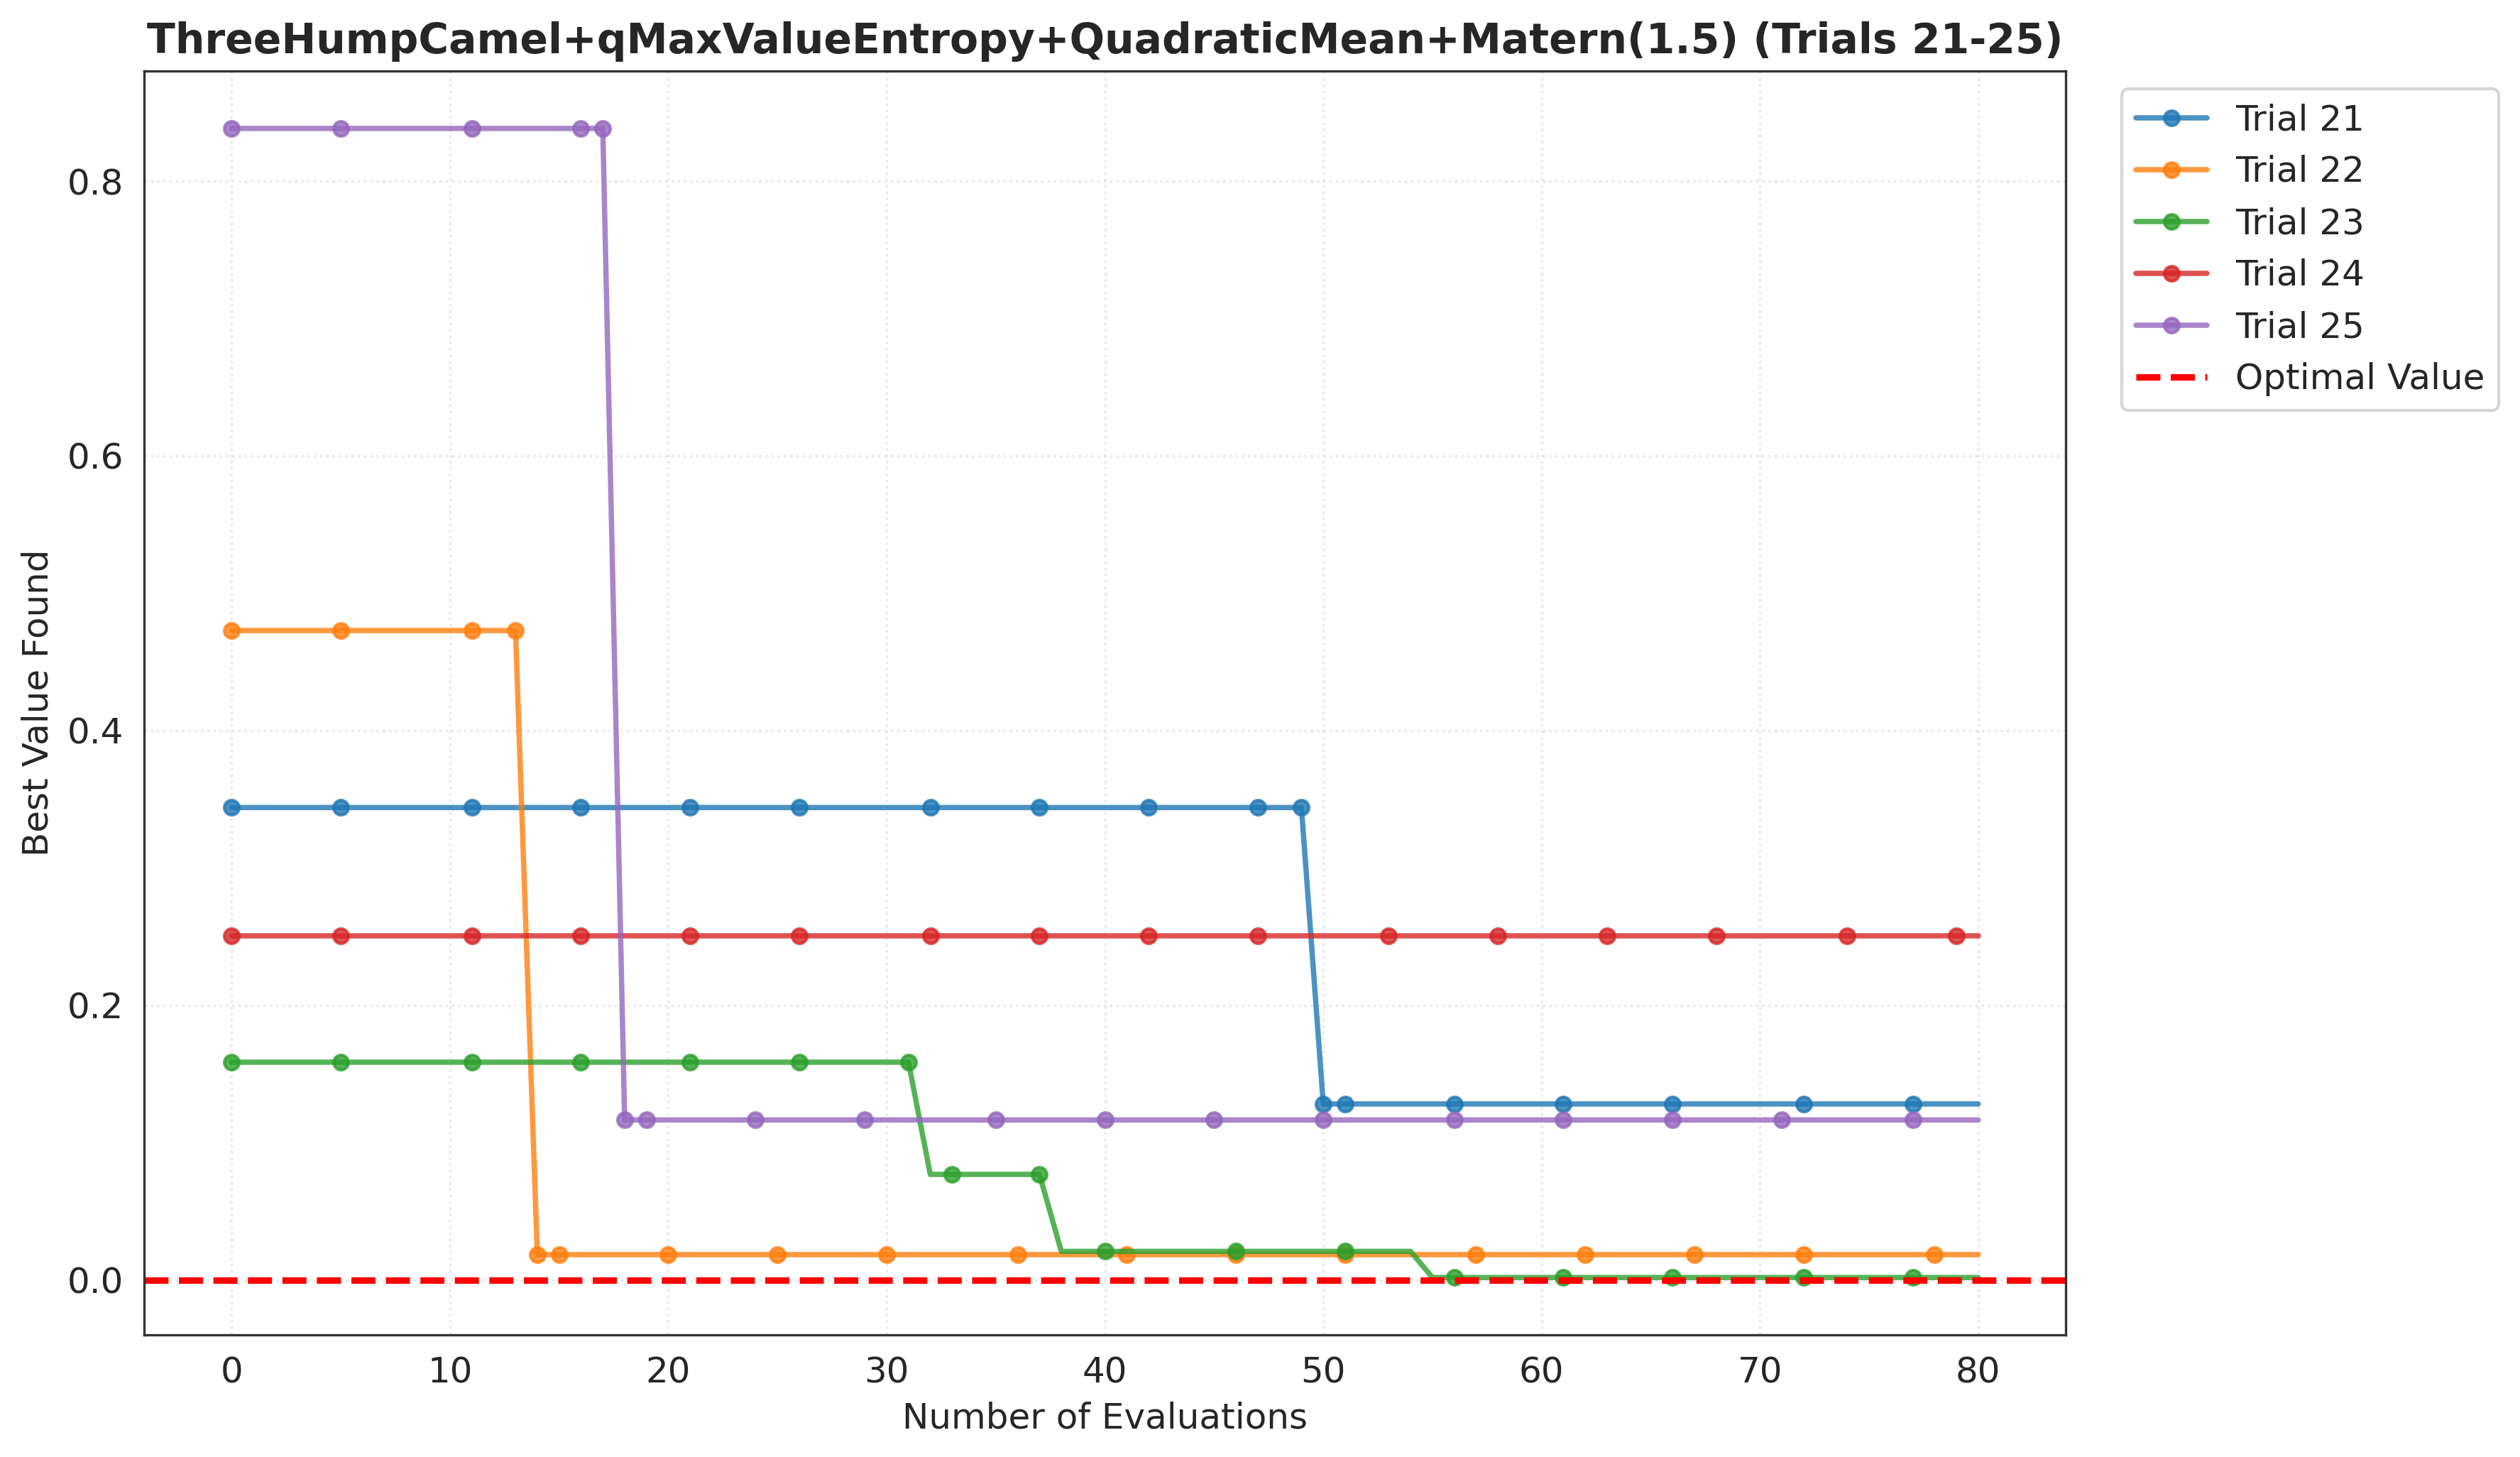 ThreeHumpCamel+qMaxValueEntropy+QuadraticMean+Matern(1.5) (Trials 21-25)
Best Value Found
0.8
0.6
0.4
0.2
0.0
0 10 20 30 40 50 60 70 80
Number of Evaluations
Trial 21
Trial 22
Trial 23
Trial 24
Trial 25
Optimal Value